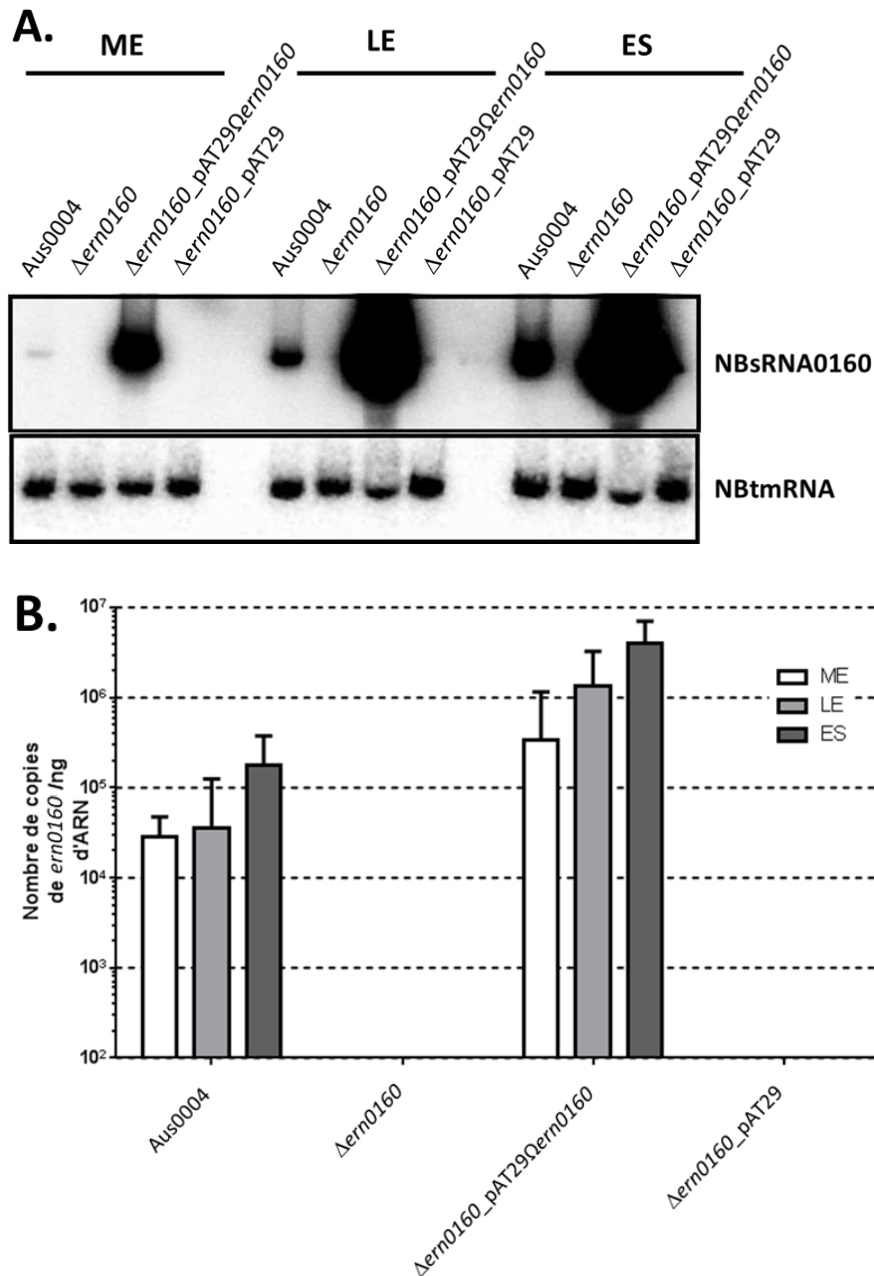 A.
ME LE ES
Aus0004 Δern0160 Δern0160_pAT29Ωern0160 Δern0160_pAT29 Aus0004 Δern0160 Δern0160_pAT29Ωern0160 Δern0160_pAT29 Aus0004 Δern0160 Δern0160_pAT29Ωern0160 Δern0160_pAT29
NBsRNA0160
NBtmRNA
B.
Nombre de copies
de ern0160 /ng
d'ARN
10⁷
10⁶
10⁵
10⁴
10³
10²
ME
LE
ES
Aus0004 Δern0160 Δern0160_pAT29Ωern0160 Δern0160_pAT29